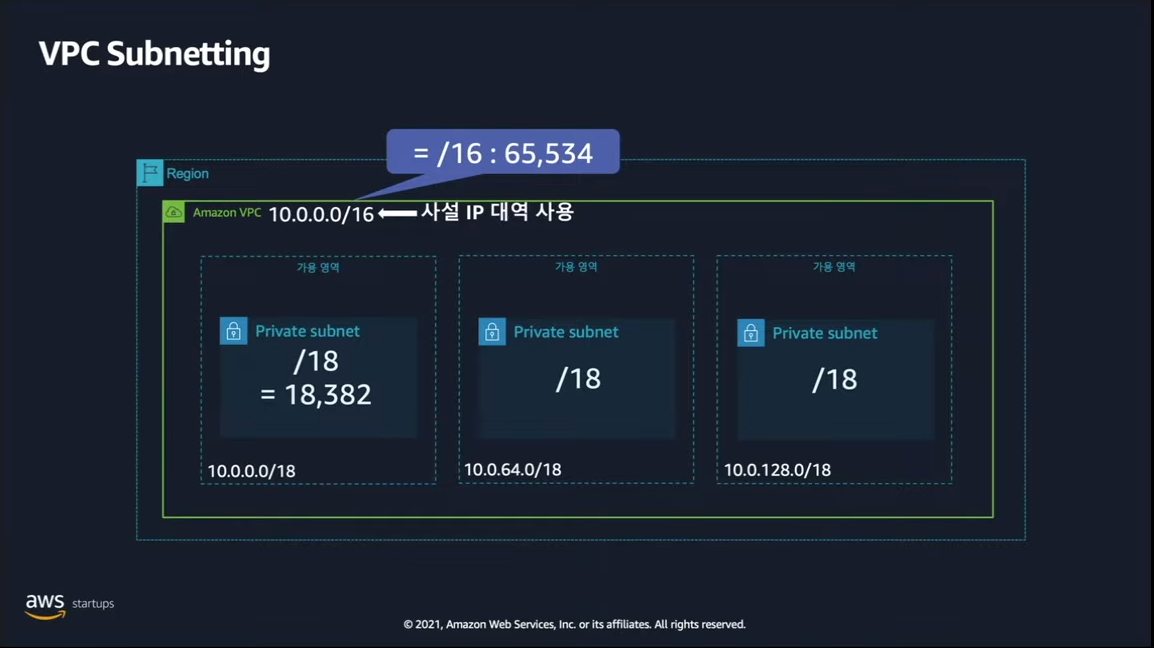 VPC Subnetting
= /16 : 65,534
Region
Amazon VPC 10.0.0.0/16 사설 IP 대역 사용
가용 영역
Private subnet
/18
= 18,382
10.0.0.0/18
가용 영역
Private subnet
/18
10.0.64.0/18
가용 영역
Private subnet
/18
10.0.128.0/18
aws startups
© 2021, Amazon Web Services, Inc. or its affiliates. All rights reserved.